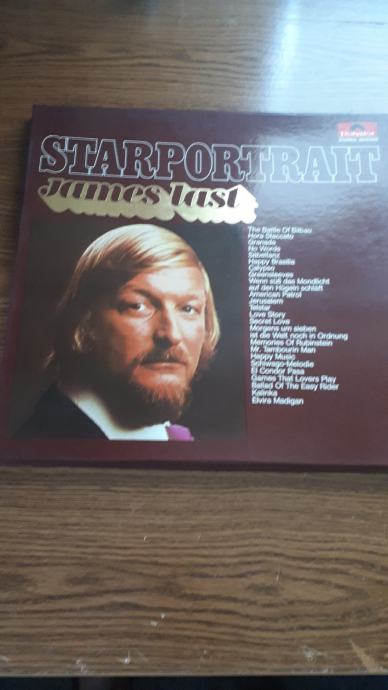 Polydor
STARPORTRAIT
James Last
The Battle Of Bilbao
Hora Staccato
Granada
No Words
Säbeltanz
Happy Brasilia
Calypso
Greensleeves
Wenn süß das Mondlicht
auf den Hügeln schläft
American Patrol
Jerusalem
Telstar
Love Story
Secret Love
Morgens um sieben
ist die Welt noch in Ordnung
Memories Of Rubinstein
Mr. Tambourin Man
Happy Music
Schiwago-Melodie
El Condor Pasa
Games That Lovers Play
Ballad Of The Easy Rider
Kalinka
Elvira Madigan